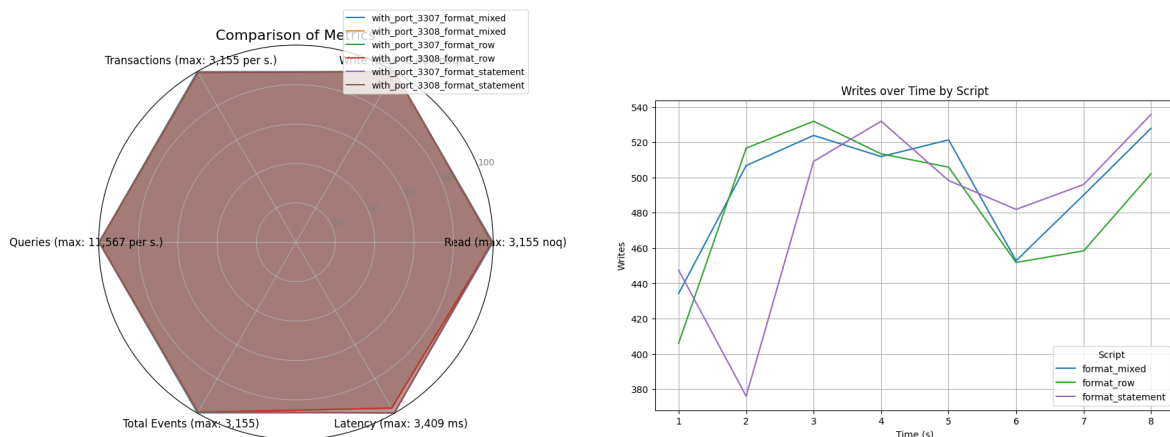 Comparison of Metrics
with_port_3307_format_mixed
with_port_3308_format_mixed
with_port_3307_format_row
with_port_3308_format_row
with_port_3307_format_statement
with_port_3308_format_statement
Transactions (max: 3,155 per s.)
100
Queries (max: 11,567 per s.)
Read (max: 3,155 noq)
Total Events (max: 3,155)
Latency (max: 3,409 ms)
Writes over Time by Script
Writes
540
520
500
480
460
440
420
400
380
1 2 3 4 5 6 7 8
Time (s)
Script
format_mixed
format_row
format_statement